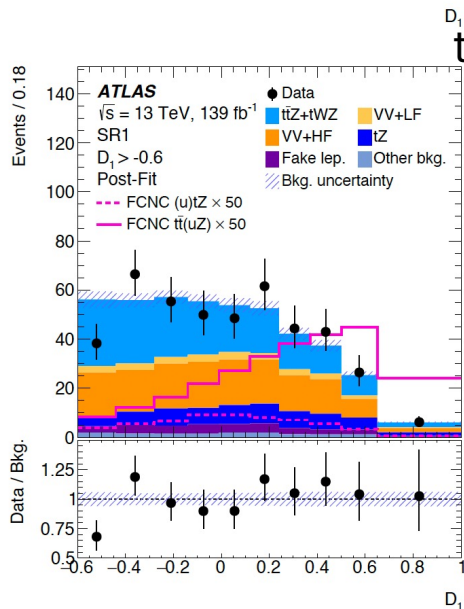 D₁
t
ATLAS
√s = 13 TeV, 139 fb⁻¹
SR1
D₁ > -0.6
Post-Fit
Data
tt̄Z+tWZ
VV+LF
VV+HF
tZ
Fake lep.
Other bkg.
Bkg. uncertainty
FCNC (u)tZ × 50
FCNC tt̄(uZ) × 50
Events / 0.18
140
120
100
80
60
40
20
0
Data / Bkg.
1.25
1
0.75
0.5
−0.6 −0.4 −0.2 0 0.2 0.4 0.6 0.8 1
D₁